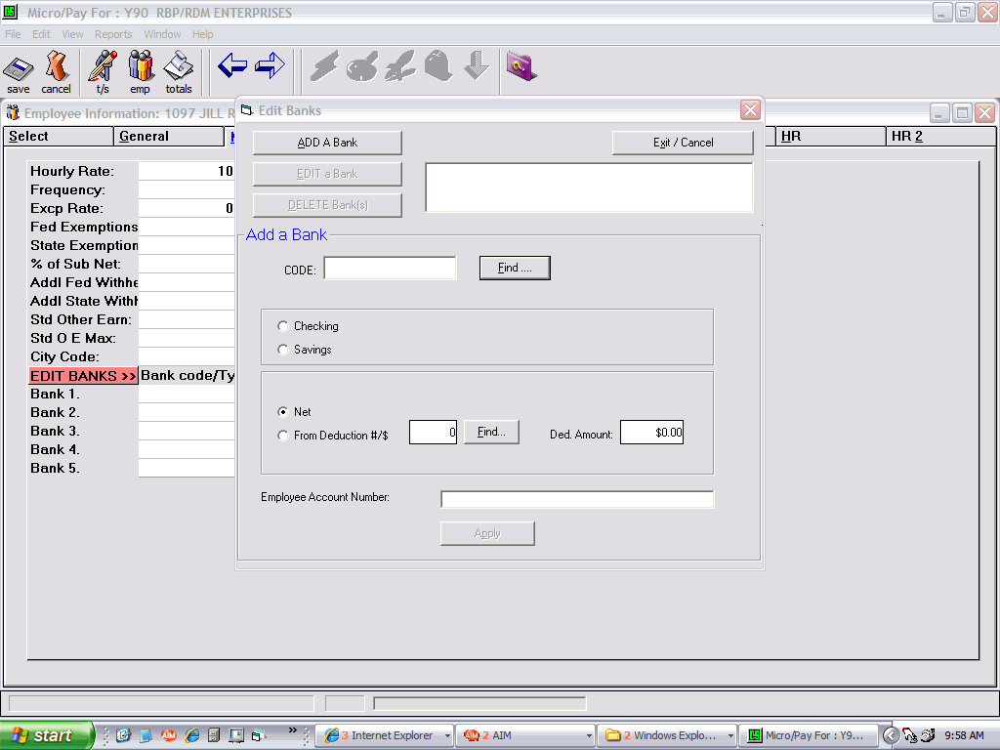 Micro/Pay For : Y90 RBP/RDM ENTERPRISES
File Edit View Reports Window Help
save cancel t/s emp totals
Employee Information: 1097 JILL R
Select General HR HR 2
Edit Banks
ADD A Bank Exit / Cancel
EDIT a Bank
DELETE Bank(s)
Hourly Rate: 10
Frequency:
Excp Rate: 0
Fed Exemptions
State Exemption
% of Sub Net:
Addl Fed Withhe
Addl State Withh
Std Other Earn:
Std O E Max:
City Code:
EDIT BANKS >> Bank code/Ty
Bank 1.
Bank 2.
Bank 3.
Bank 4.
Bank 5.
Add a Bank
CODE: Find ....
Checking
Savings
Net
From Deduction #/$ 0 Find... Ded. Amount: $0.00
Employee Account Number:
Apply
start AIM 3 Internet Explorer AIM 2 AIM 2 Windows Explo... Micro/Pay For : Y9... 9:58 AM